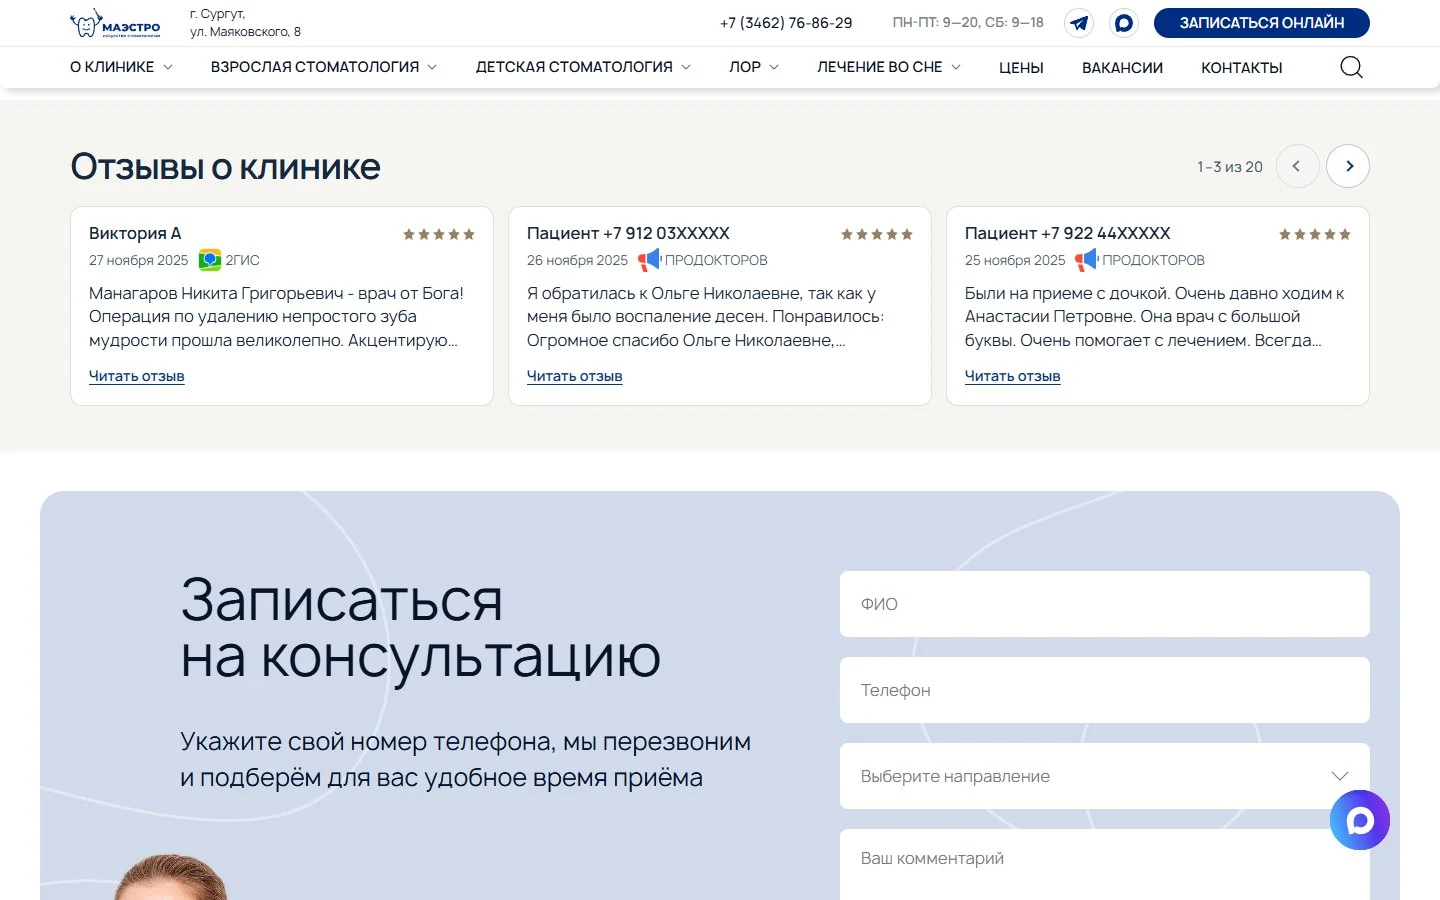 МАЭСТРО
г. Сургут,
ул. Маяковского, 8
+7 (3462) 76-86-29
ПН-ПТ: 9—20, СБ: 9—18
ЗАПИСАТЬСЯ ОНЛАЙН
О КЛИНИКЕ
ВЗРОСЛАЯ СТОМАТОЛОГИЯ
ДЕТСКАЯ СТОМАТОЛОГИЯ
ЛОР
ЛЕЧЕНИЕ ВО СНЕ
ЦЕНЫ
ВАКАНСИИ
КОНТАКТЫ
Отзывы о клинике
1–3 из 20
Виктория А
27 ноября 2025 2ГИС
Манагаров Никита Григорьевич - врач от Бога!
Операция по удалению непростого зуба
мудрости прошла великолепно. Акцентирую...
Читать отзыв
Пациент +7 912 03XXXXX
26 ноября 2025 ПРОДОКТОРОВ
Я обратилась к Ольге Николаевне, так как у
меня было воспаление десен. Понравилось:
Огромное спасибо Ольге Николаевне,...
Читать отзыв
Пациент +7 922 44XXXXX
25 ноября 2025 ПРОДОКТОРОВ
Были на приеме с дочкой. Очень давно ходим к
Анастасии Петровне. Она врач с большой
буквы. Очень помогает с лечением. Всегда...
Читать отзыв
Записаться
на консультацию
Укажите свой номер телефона, мы перезвоним
и подберём для вас удобное время приёма
ФИО
Телефон
Выберите направление
Ваш комментарий